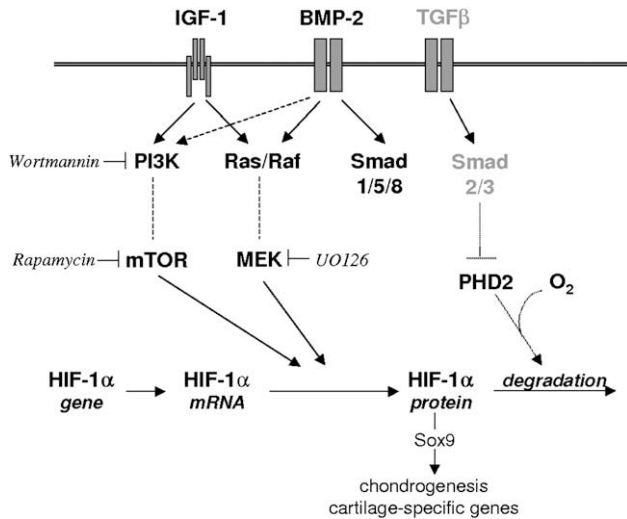 IGF-1 BMP-2 TGFβ
Wortmannin PI3K Ras/Raf Smad Smad
1/5/8 2/3
Rapamycin mTOR MEK UO126
PHD2 O₂
HIF-1α HIF-1α HIF-1α degradation
gene mRNA protein
Sox9
chondrogenesis
cartilage-specific genes